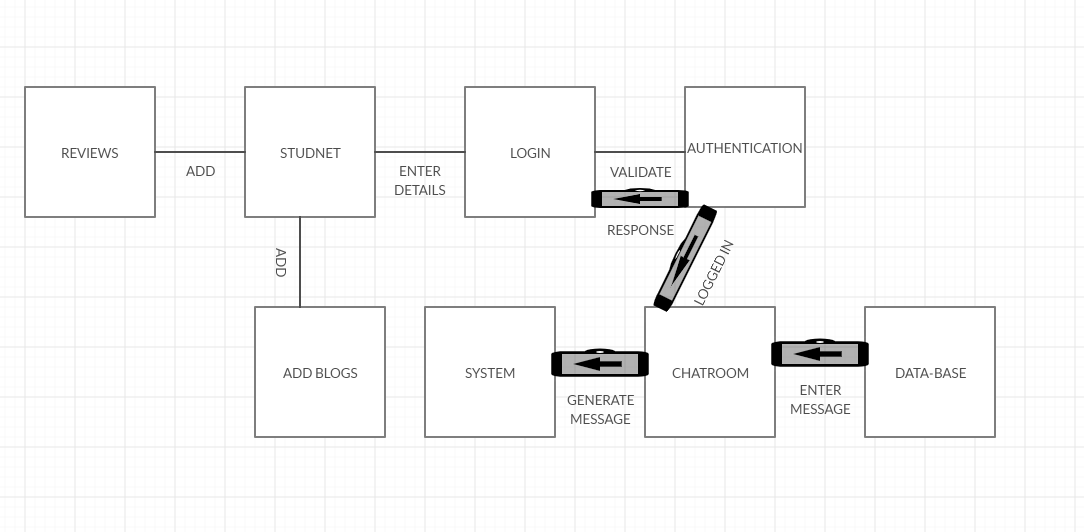 REVIEWS
ADD
STUDNET
ENTER
DETAILS
LOGIN
VALIDATE
RESPONSE
AUTHENTICATION
LOGGED IN
ADD
ADD BLOGS
SYSTEM
GENERATE
MESSAGE
CHATROOM
ENTER
MESSAGE
DATA-BASE